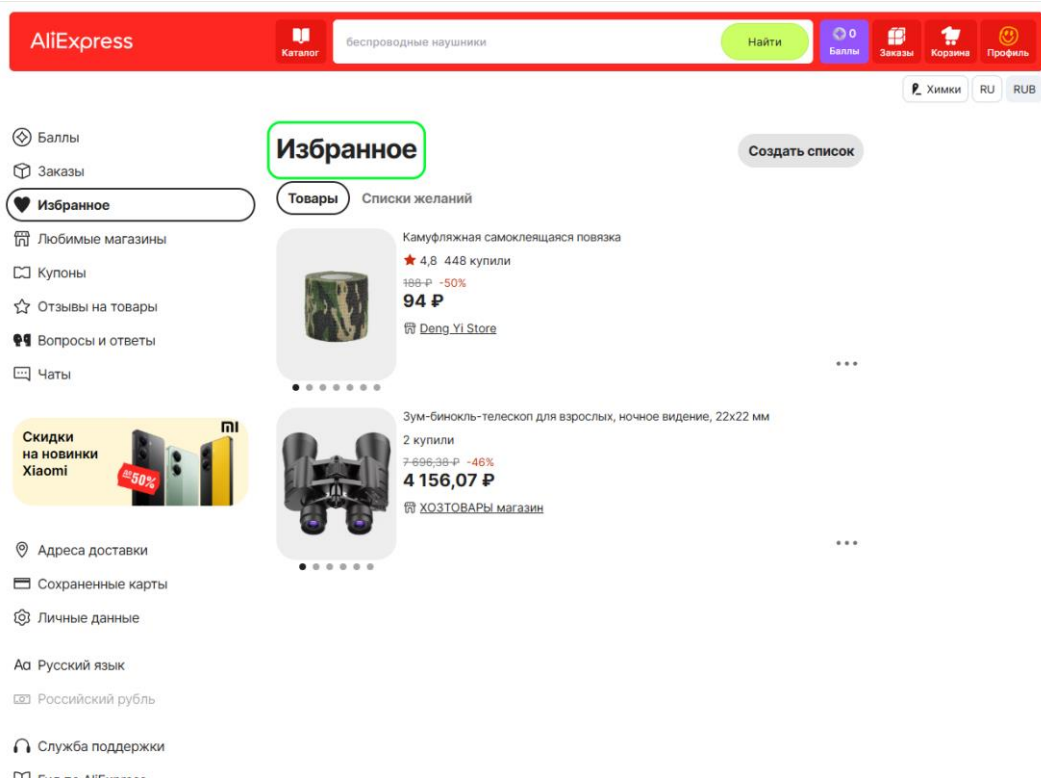 AliExpress
Каталог
беспроводные наушники
Найти
0
Баллы
Заказы
Корзина
Профиль
Химки
RU
RUB
Баллы
Заказы
Избранное
Любимые магазины
Купоны
Отзывы на товары
Вопросы и ответы
Чаты
Скидки
на новинки
Xiaomi
до 50%
Адреса доставки
Сохраненные карты
Личные данные
Aα Русский язык
Российский рубль
Служба поддержки
Избранное
Создать список
Товары
Списки желаний
Камуфляжная самоклеящаяся повязка
4,8 448 купили
188 ₽ -50%
94 ₽
Deng Yi Store
Зум-бинокль-телескоп для взрослых, ночное видение, 22x22 мм
2 купили
7 696,38 ₽ -46%
4 156,07 ₽
ХОЗТОВАРЫ магазин